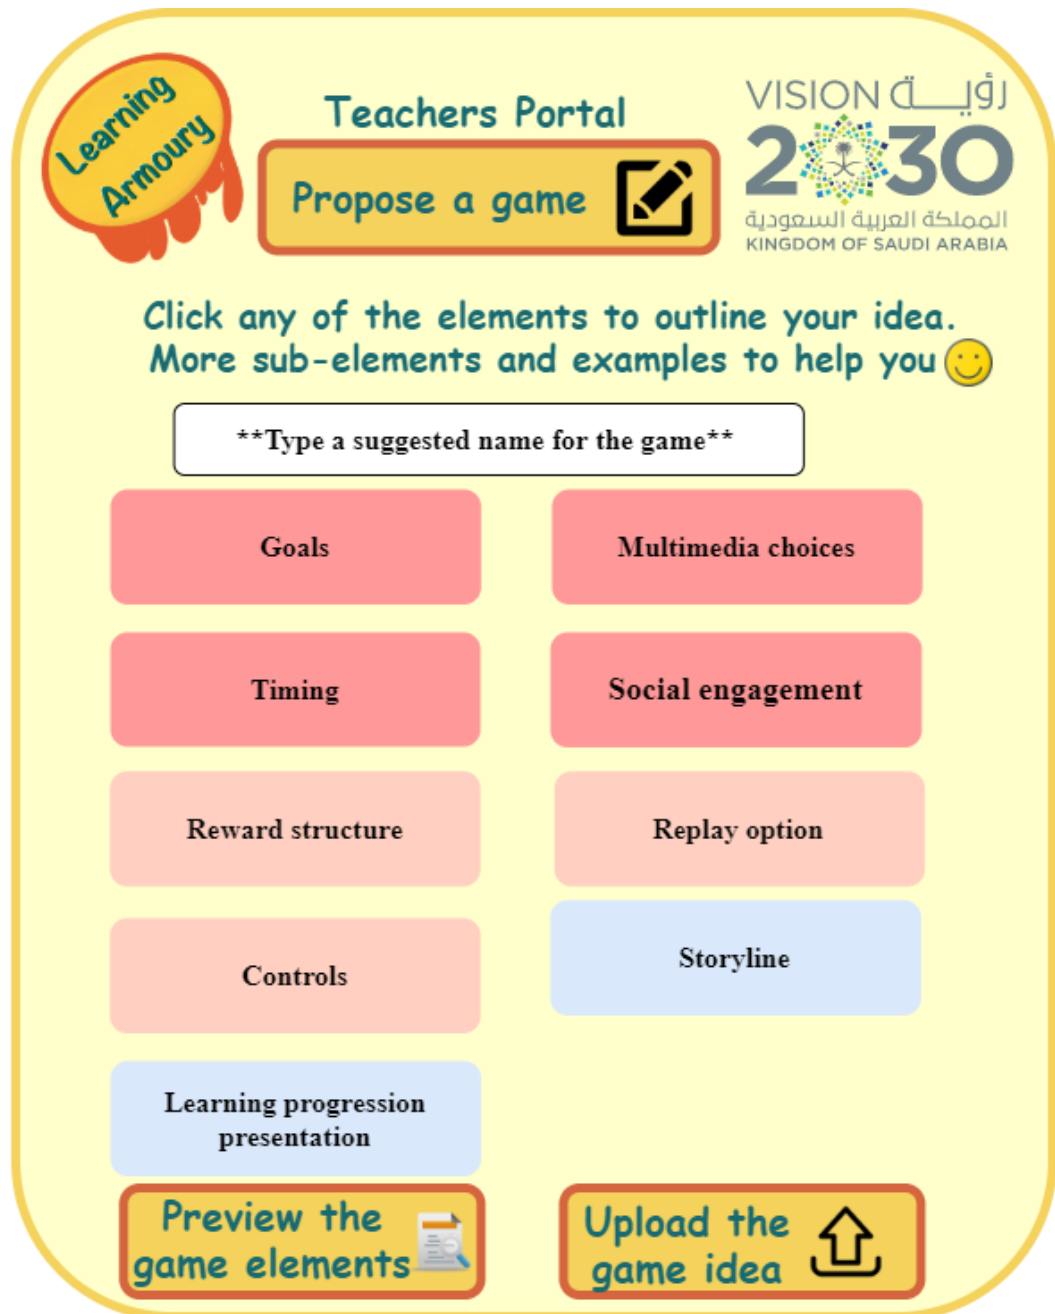 Learning
Armoury
Teachers Portal
Propose a game
VISION رؤية
2030
المملكة العربية السعودية
KINGDOM OF SAUDI ARABIA
Click any of the elements to outline your idea.
More sub-elements and examples to help you
**Type a suggested name for the game**
Goals
Multimedia choices
Timing
Social engagement
Reward structure
Replay option
Controls
Storyline
Learning progression
presentation
Preview the
game elements
Upload the
game idea